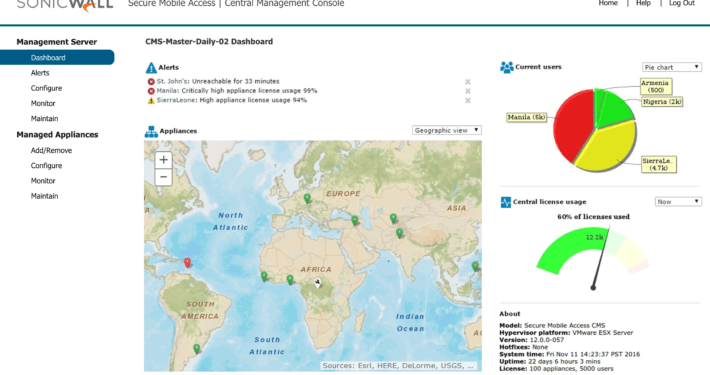 SONICWALL Secure Mobile Access | Central Management Console
Home | Help | Log Out
Management Server
Dashboard
Alerts
Configure
Monitor
Maintain
Managed Appliances
Add/Remove
Configure
Monitor
Maintain
CMS-Master-Daily-02 Dashboard
Alerts
St. John's: Unreachable for 33 minutes
Manila: Critically high appliance license usage 99%
SierraLeone: High appliance license usage 94%
Appliances
Geographic view
+
−
EUROPE
ASIA
North
Atlantic
AFRICA
SOUTH
AMERICA
Indian
Ocean
South
Atlantic
Sources: Esri, HERE, DeLorme, USGS, ...
Current users
Pie chart
Armenia
(500)
Nigeria (2k)
Manila (5k)
SierraLe..
(4.7k)
Central license usage
Now
60% of licenses used
12.2k
About
Model: Secure Mobile Access CMS
Hypervisor platform: VMware ESX Server
Version: 12.0.0-057
Hotfixes: None
System time: Fri Nov 11 14:23:37 PST 2016
Uptime: 22 days 6 hours 3 mins
License: 100 appliances, 5000 users